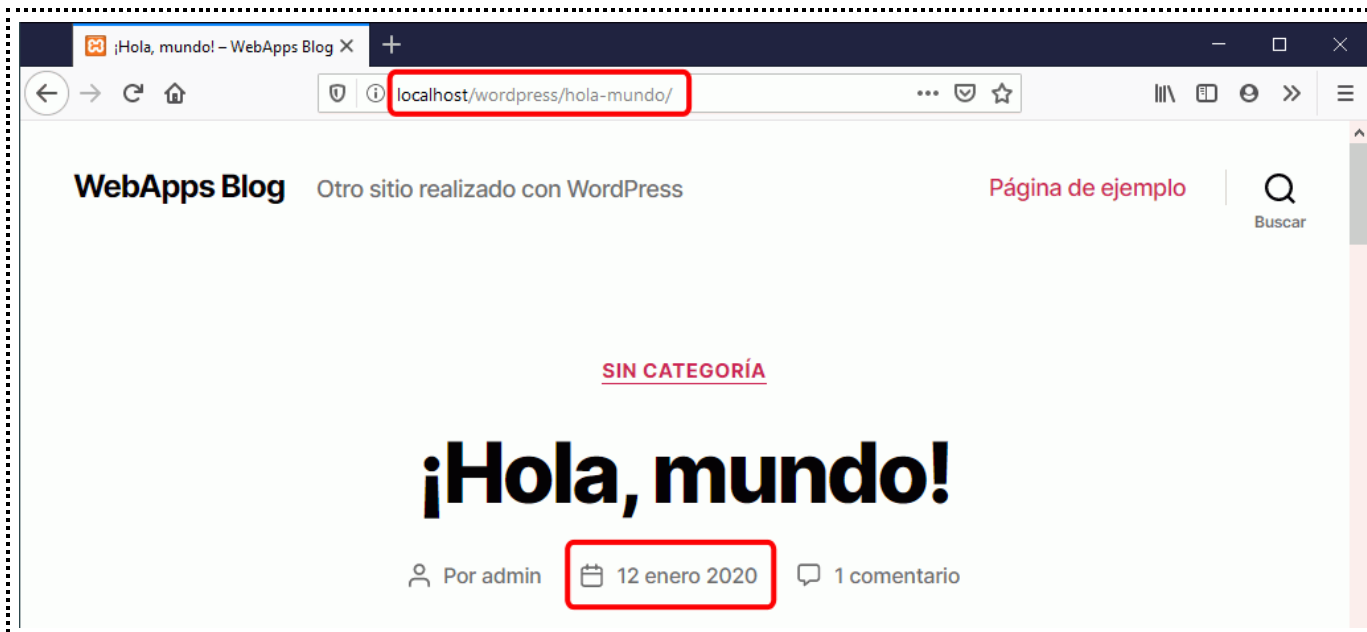 ¡Hola, mundo! – WebApps Blog
localhost/wordpress/hola-mundo/
WebApps Blog Otro sitio realizado con WordPress Página de ejemplo
Buscar
SIN CATEGORÍA
¡Hola, mundo!
Por admin 12 enero 2020 1 comentario